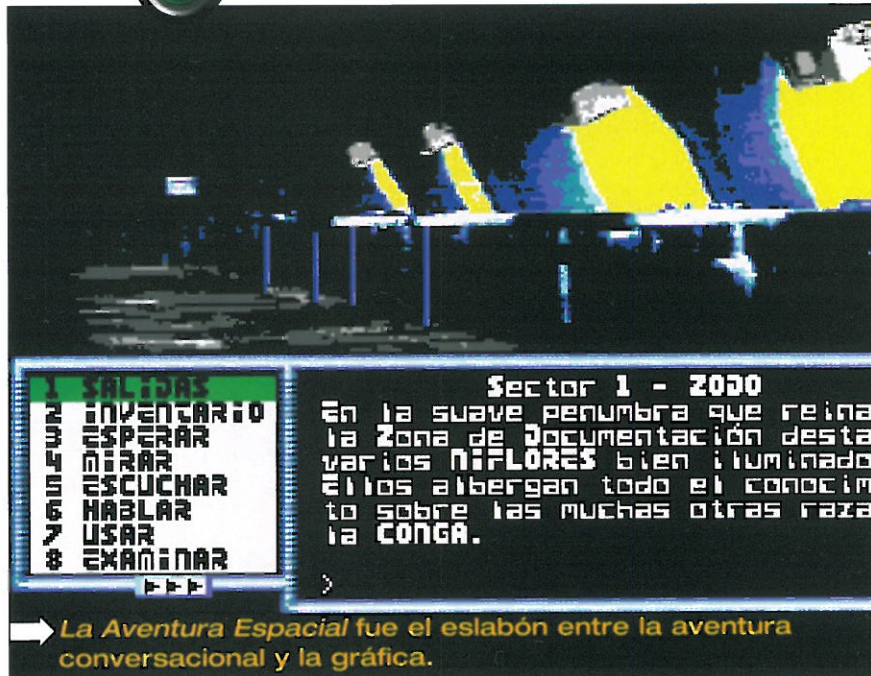 1 SALIDAS
2 INVENTARIO
3 ESPERAR
4 MIRAR
5 ESCUCHAR
6 HABLAR
7 USAR
8 EXAMINAR
Sector 1 - ZODO
En la suave penumbra que reina
la Zona de Documentación desta
varios NIFLORES bien iluminado
Ellos albergan todo el conocim
to sobre las muchas otras raza
la CONGA.
>
La Aventura Espacial fue el eslabón entre la aventura
conversacional y la gráfica.